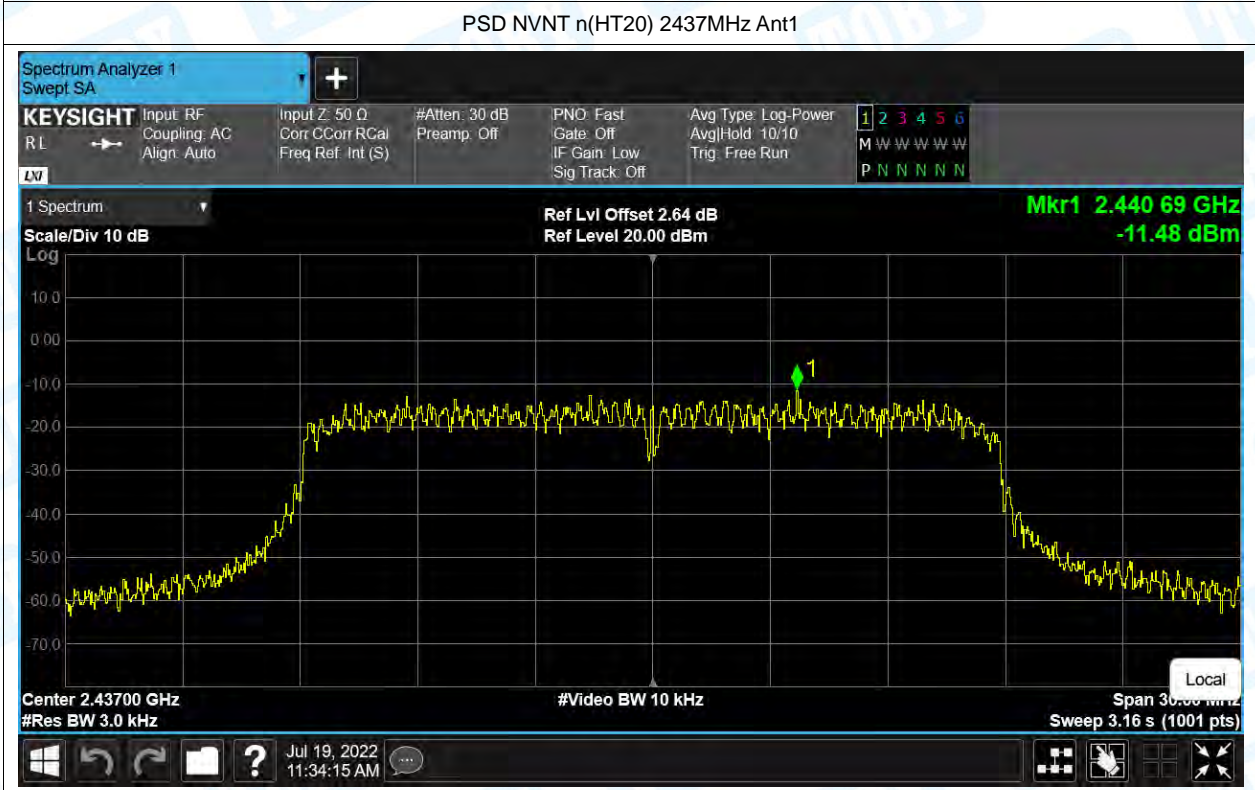 PSD NVNT n(HT20) 2437MHz Ant1
Spectrum Analyzer 1
Swept SA
KEYSIGHT
RL
LXI
Input: RF
Coupling: AC
Align: Auto
Input Z: 50 Ω
Corr CCorr RCal
Freq Ref: Int (S)
#Atten: 30 dB
Preamp: Off
PNO: Fast
Gate: Off
IF Gain: Low
Sig Track: Off
Avg Type: Log-Power
Avg|Hold: 10/10
Trig: Free Run
1 2 3 4 5 6
M W W W W W
P N N N N N
1 Spectrum
Scale/Div 10 dB
Log
Ref Lvl Offset 2.64 dB
Ref Level 20.00 dBm
Mkr1 2.440 69 GHz
-11.48 dBm
10.0
0.00
-10.0
-20.0
-30.0
-40.0
-50.0
-60.0
-70.0
1
Center 2.43700 GHz
#Res BW 3.0 kHz
#Video BW 10 kHz
Local
Span 30.00 MHz
Sweep 3.16 s (1001 pts)
?
Jul 19, 2022
11:34:15 AM